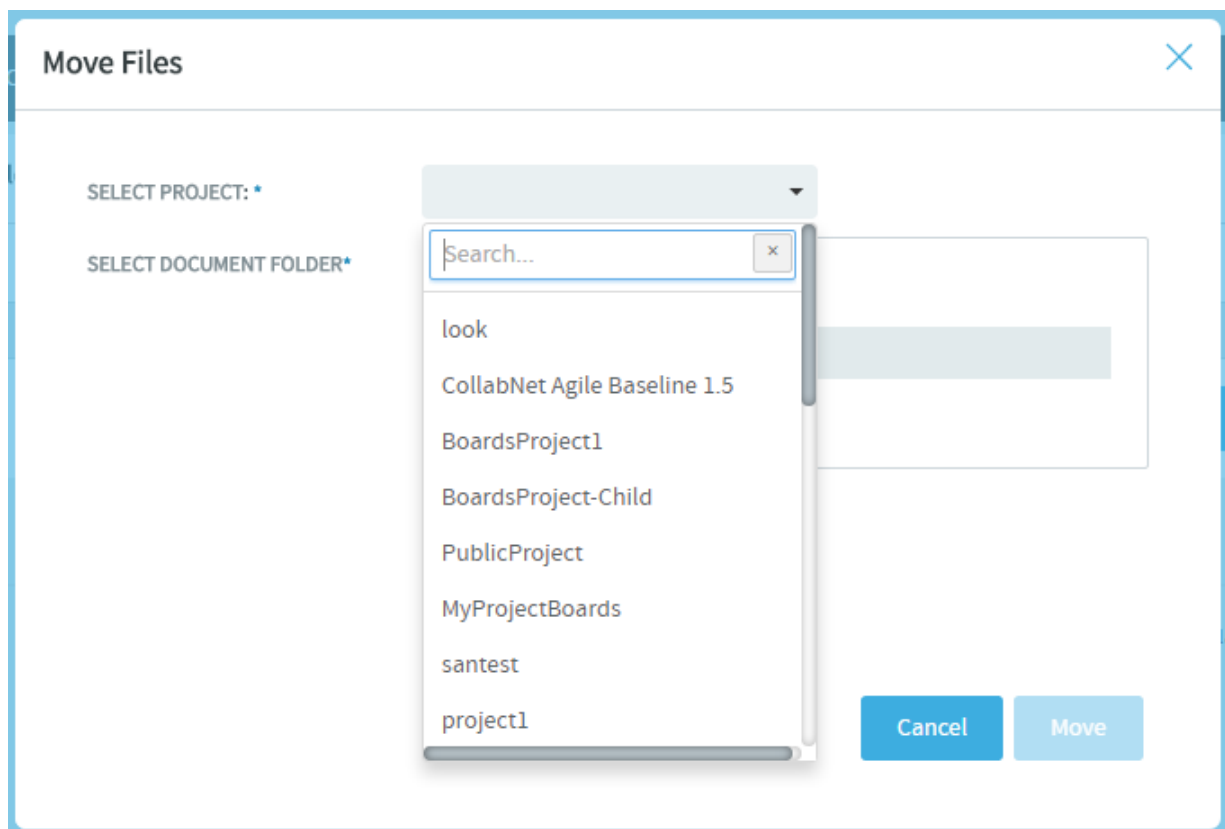 Move Files
SELECT PROJECT: *
SELECT DOCUMENT FOLDER*
Search...
look
CollabNet Agile Baseline 1.5
BoardsProject1
BoardsProject-Child
PublicProject
MyProjectBoards
santest
project1
Cancel
Move